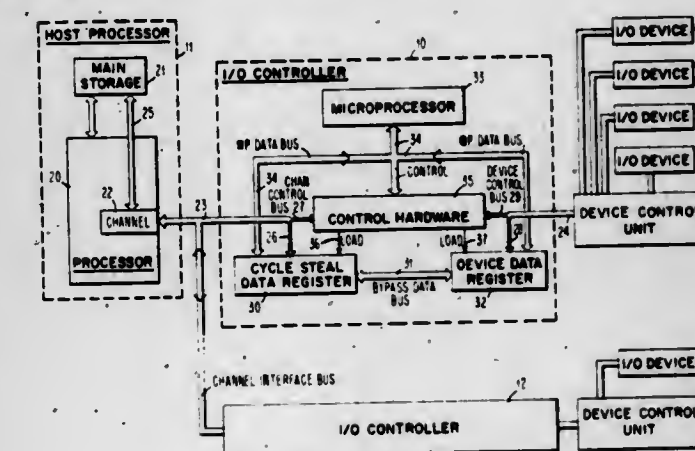 HOST PROCESSOR
11
MAIN
STORAGE
21
25
20
22
CHANNEL
PROCESSOR
23
10
I/O CONTROLLER
33
MICROPROCESSOR
34
34
ΜP DATA BUS
ΜP DATA BUS
CONTROL
34
CHAN
CONTROL
BUS 27
35
DEVICE
CONTROL
BUS 29
CONTROL HARDWARE
26
36
LOAD
LOAD
37
28
24
CYCLE STEAL
DATA REGISTER
30
31
BYPASS DATA
BUS
DEVICE DATA
REGISTER
32
I/O DEVICE
I/O DEVICE
I/O DEVICE
I/O DEVICE
DEVICE CONTROL
UNIT
CHANNEL INTERFACE BUS
12
I/O CONTROLLER
I/O DEVICE
DEVICE CONTROL
UNIT